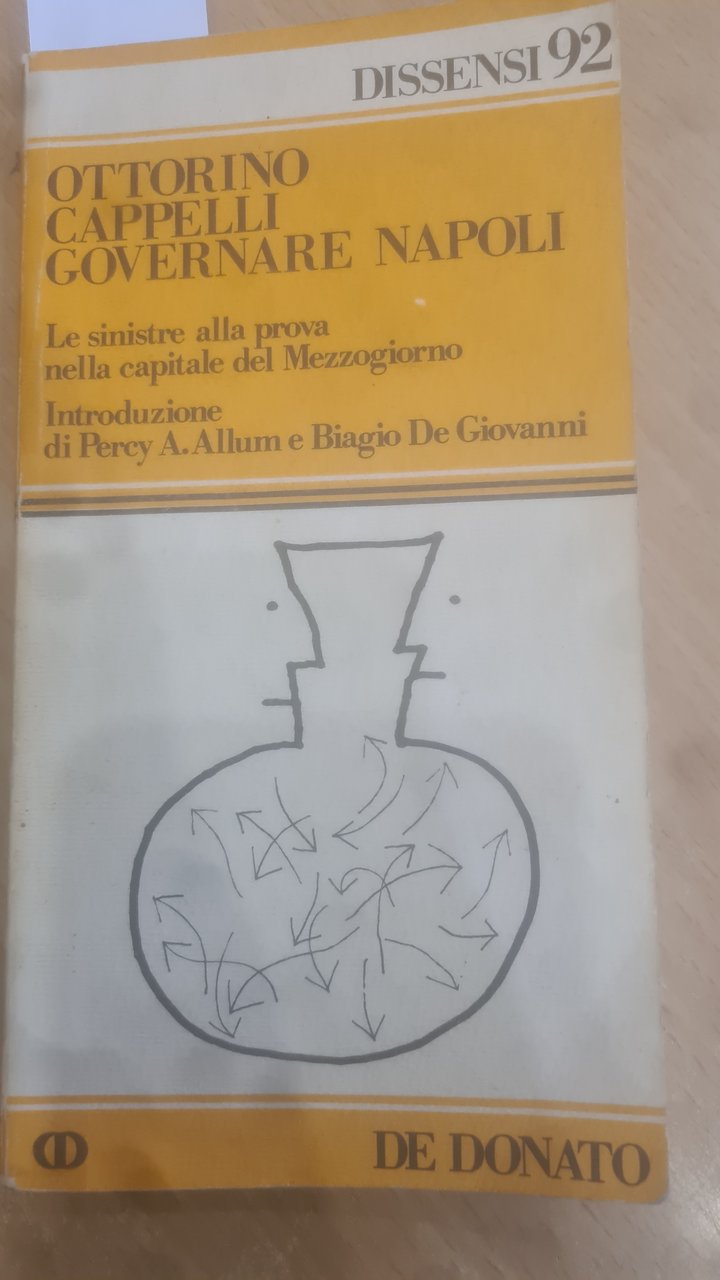 DISSENSI 92
OTTORINO
CAPPELLI
GOVERNARE NAPOLI
Le sinistre alla prova
nella capitale del Mezzogiorno
Introduzione
di Percy A. Allum e Biagio De Giovanni
DE DONATO